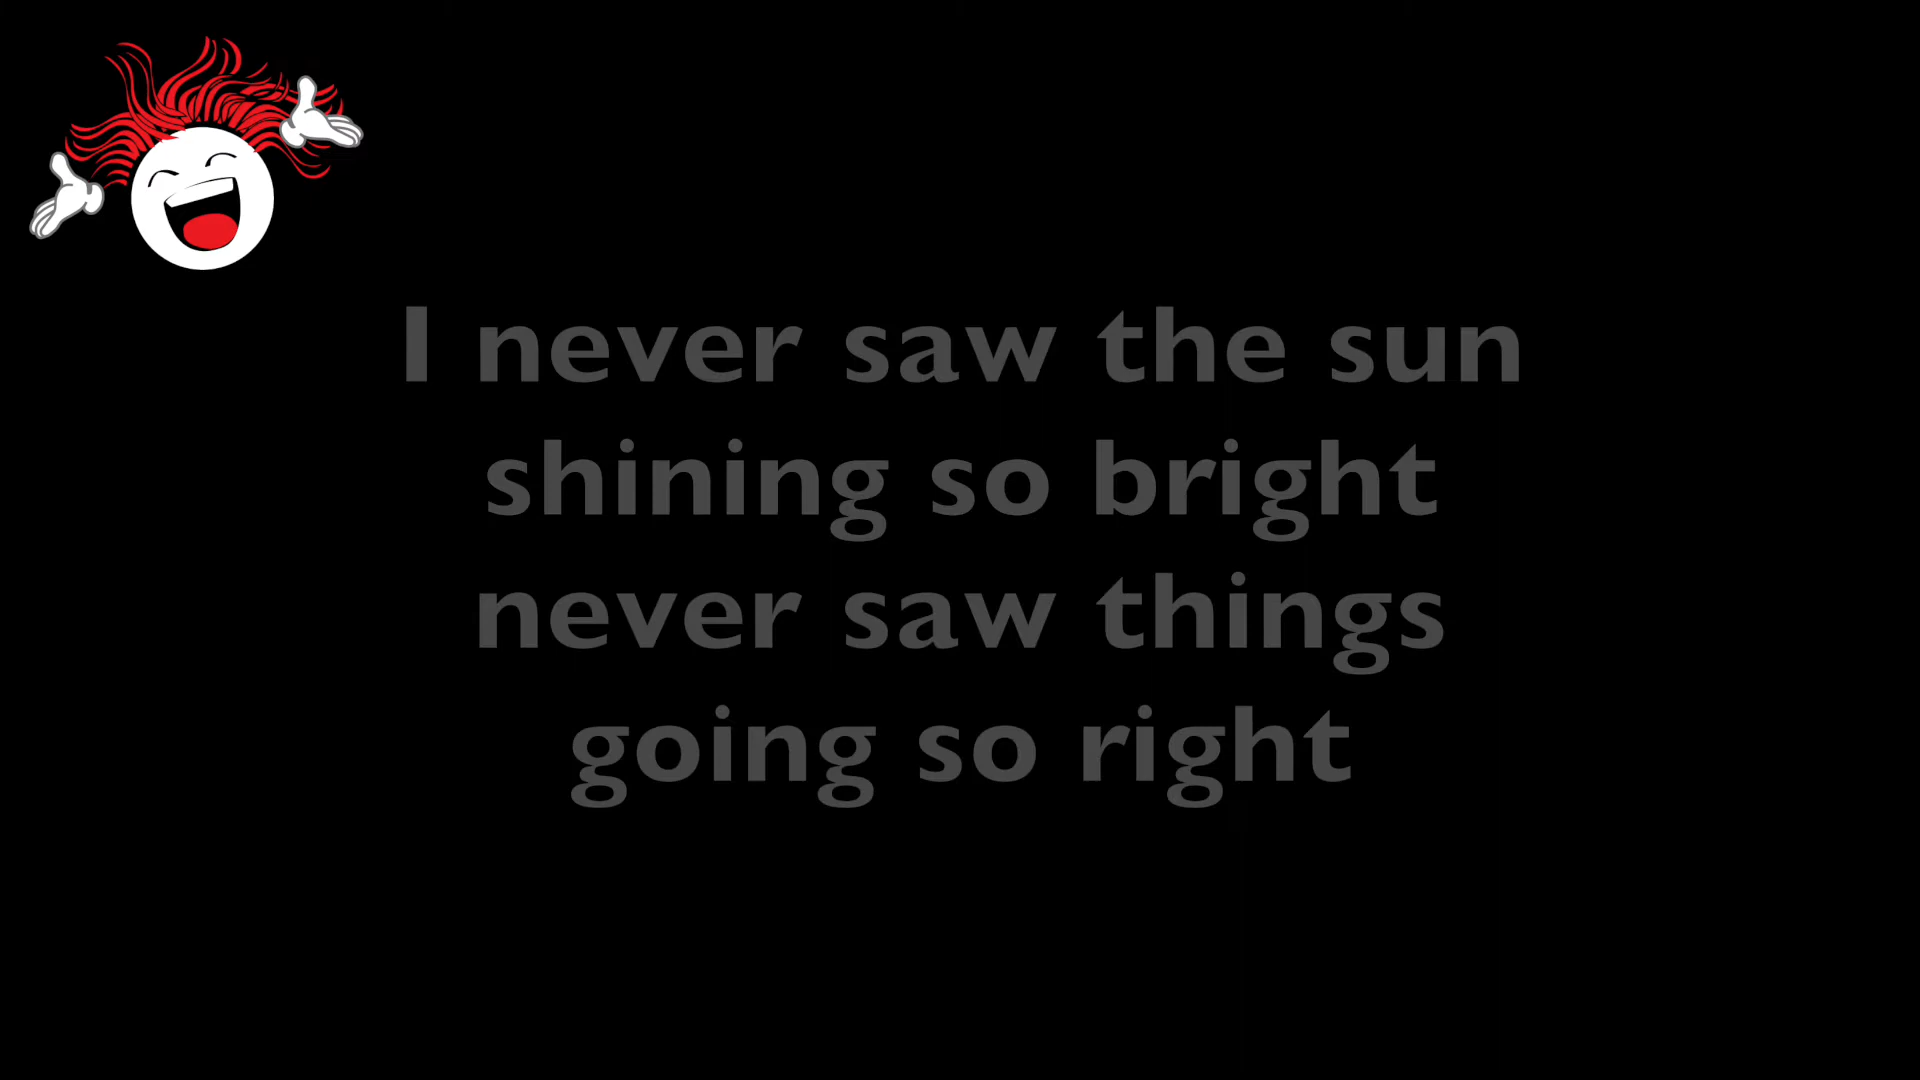 I never saw the sun
shining so bright
never saw things
going so right